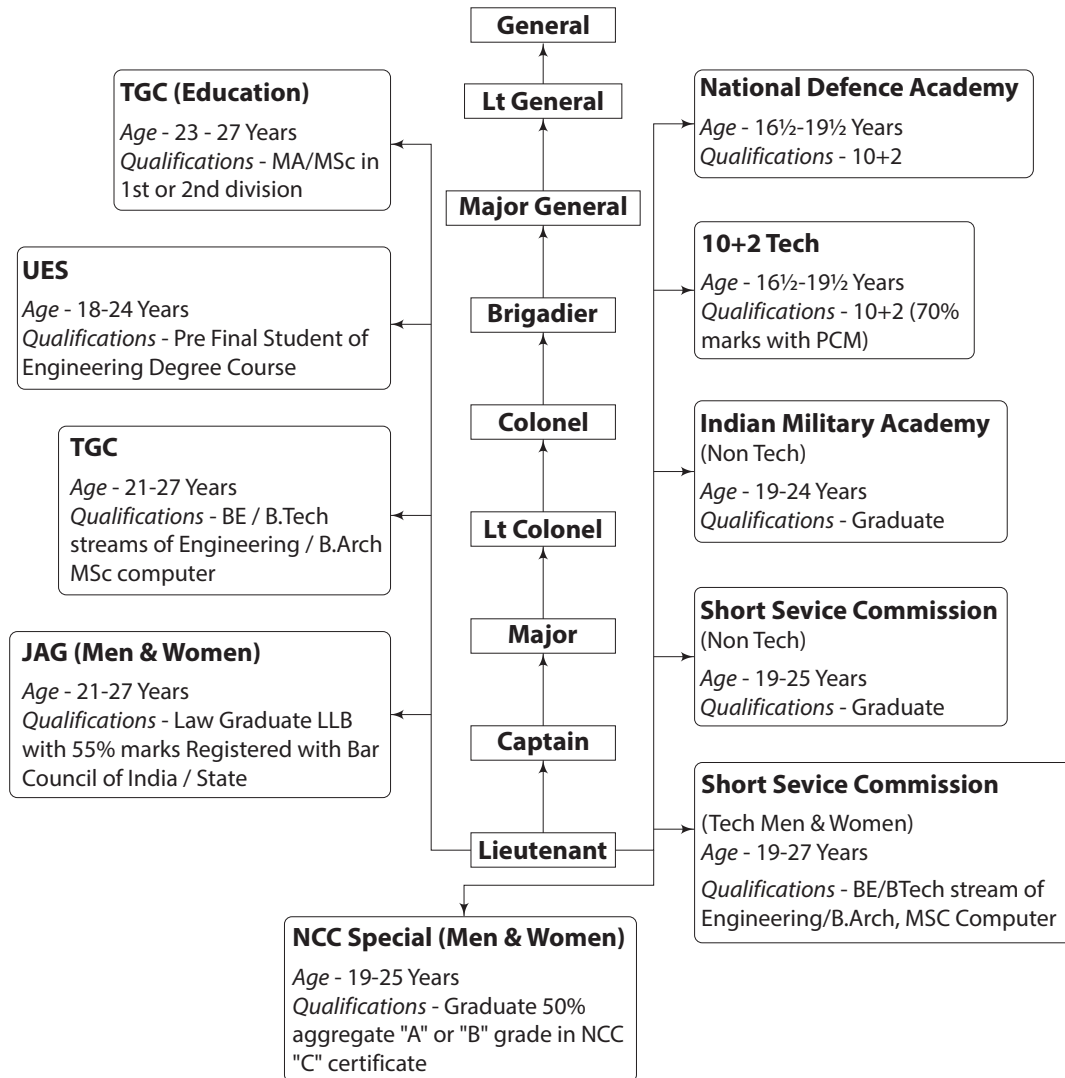 General
Lt General
Major General
Brigadier
Colonel
Lt Colonel
Major
Captain
Lieutenant
TGC (Education)
Age - 23 - 27 Years
Qualifications - MA/MSc in
1st or 2nd division
UES
Age - 18-24 Years
Qualifications - Pre Final Student of
Engineering Degree Course
TGC
Age - 21-27 Years
Qualifications - BE / B.Tech
streams of Engineering / B.Arch
MSc computer
JAG (Men & Women)
Age - 21-27 Years
Qualifications - Law Graduate LLB
with 55% marks Registered with Bar
Council of India / State
National Defence Academy
Age - 16½-19½ Years
Qualifications - 10+2
10+2 Tech
Age - 16½-19½ Years
Qualifications - 10+2 (70%
marks with PCM)
Indian Military Academy
(Non Tech)
Age - 19-24 Years
Qualifications - Graduate
Short Sevice Commission
(Non Tech)
Age - 19-25 Years
Qualifications - Graduate
Short Sevice Commission
(Tech Men & Women)
Age - 19-27 Years
Qualifications - BE/BTech stream of
Engineering/B.Arch, MSC Computer
NCC Special (Men & Women)
Age - 19-25 Years
Qualifications - Graduate 50%
aggregate "A" or "B" grade in NCC
"C" certificate